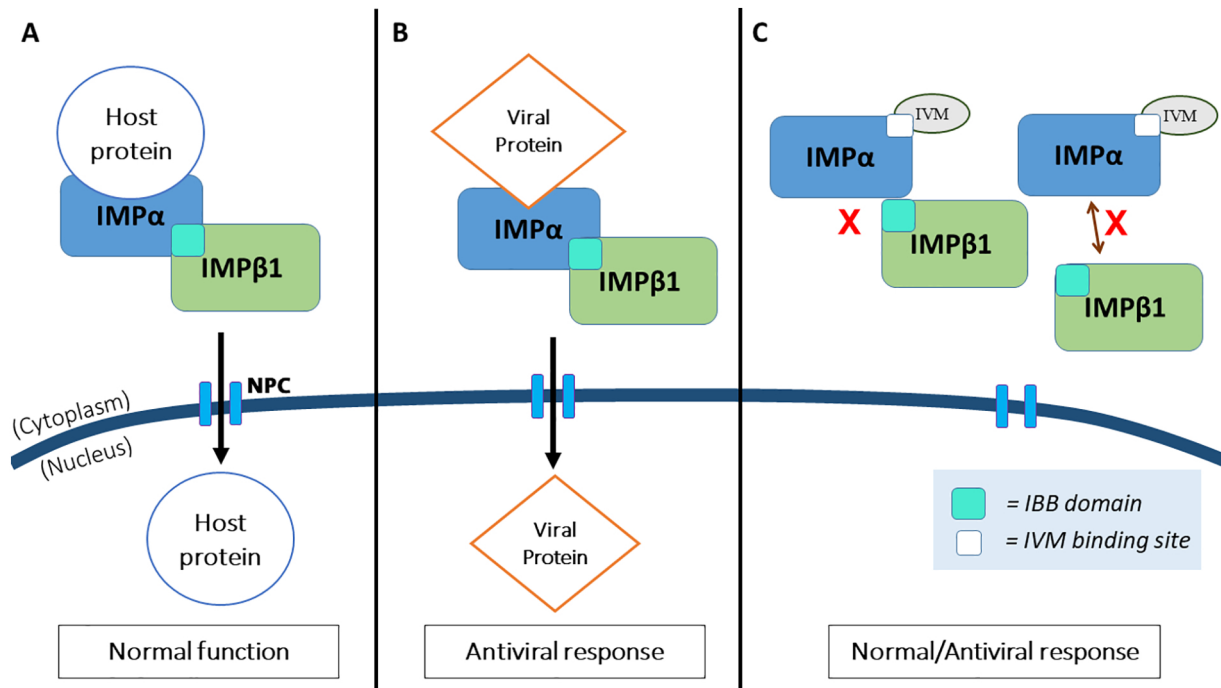 A
Host
protein
IMPα
IMPβ1
NPC
(Cytoplasm)
(Nucleus)
Host
protein
Normal function
B
Viral
Protein
IMPα
IMPβ1
Viral
Protein
Antiviral response
C
IVM
IMPα
X
IMPβ1
IVM
IMPα
X
IMPβ1
= IBB domain
= IVM binding site
Normal/Antiviral response